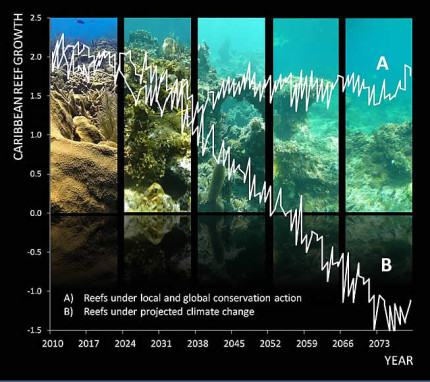 CARIBBEAN REEF GROWTH
2.5
2.0
1.5
1.0
0.5
0.0
-0.5
-1.0
-1.5
A
B
A) Reefs under local and global conservation action
B) Reefs under projected climate change
2010 2017 2024 2031 2038 2045 2052 2059 2066 2073
YEAR